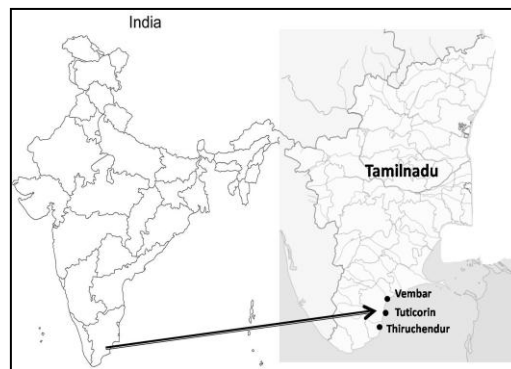 India
Tamilnadu
Vembar
Tuticorin
Thiruchendur